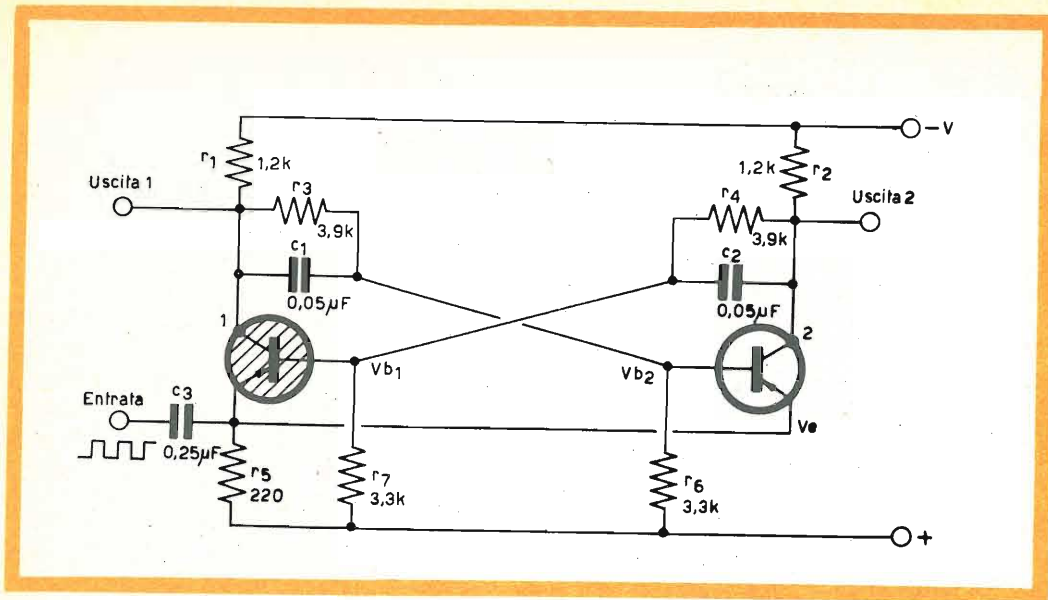 −V
r1
1,2k
1,2k
r2
Uscita 1
r3
3,9k
r4
3,9k
Uscita 2
c1
0,05µF
c2
0,05µF
1
2
Vb1
Vb2
Entrata
c3
0,25µF
Ve
r5
220
r7
3,3k
r6
3,3k
+